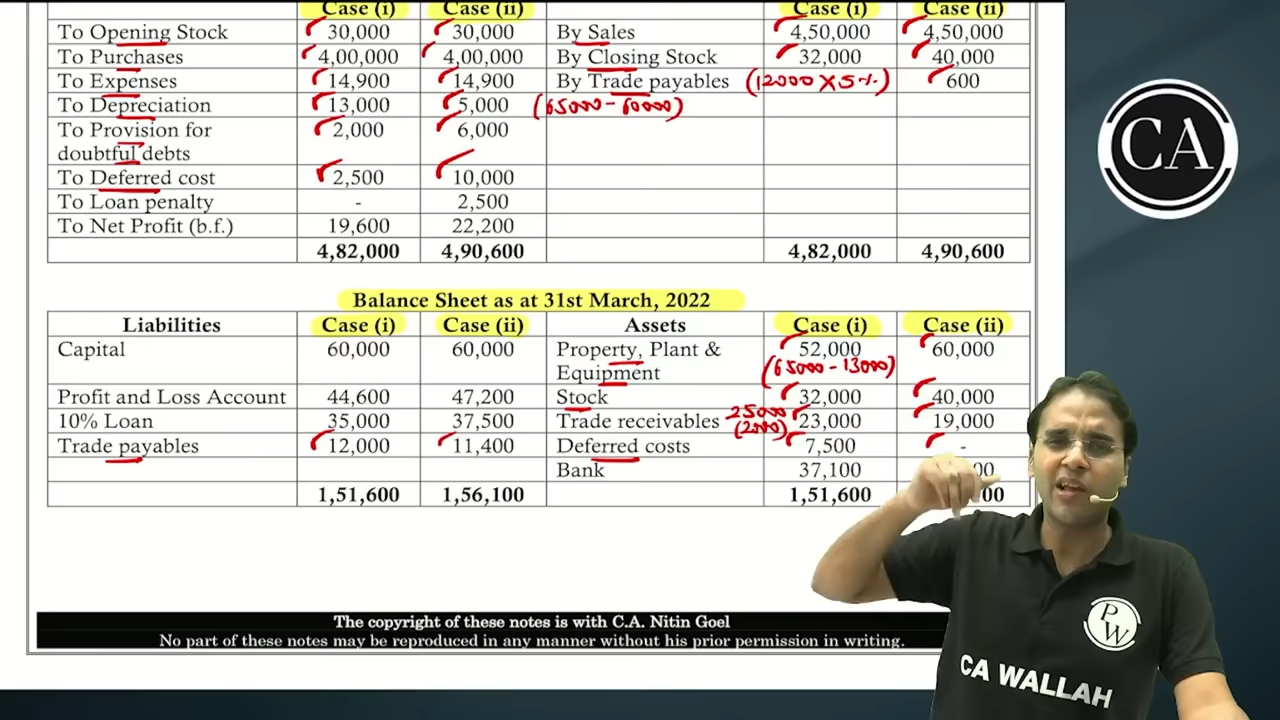 Case (i) Case (ii) Case (i) Case (ii)
To Opening Stock 30,000 30,000 By Sales 4,50,000 4,50,000
To Purchases 4,00,000 4,00,000 By Closing Stock 32,000 40,000
To Expenses 14,900 14,900 By Trade payables (12000 X 5%) 600
To Depreciation 13,000 5,000 (65000 - 60000)
To Provision for 2,000 6,000
doubtful debts
To Deferred cost 2,500 10,000
To Loan penalty - 2,500
To Net Profit (b.f.) 19,600 22,200
4,82,000 4,90,600 4,82,000 4,90,600
Balance Sheet as at 31st March, 2022
Liabilities Case (i) Case (ii) Assets Case (i) Case (ii)
Capital 60,000 60,000 Property, Plant & 52,000 60,000
Equipment (65000 - 13000)
Profit and Loss Account 44,600 47,200 Stock 32,000 40,000
10% Loan 35,000 37,500 Trade receivables 25000 (2000) 23,000 19,000
Trade payables 12,000 11,400 Deferred costs 7,500 -
Bank 37,100
1,51,600 1,56,100 1,51,600
The copyright of these notes is with C.A. Nitin Goel
No part of these notes may be reproduced in any manner without his prior permission in writing.
CA
PW
CA WALLAH